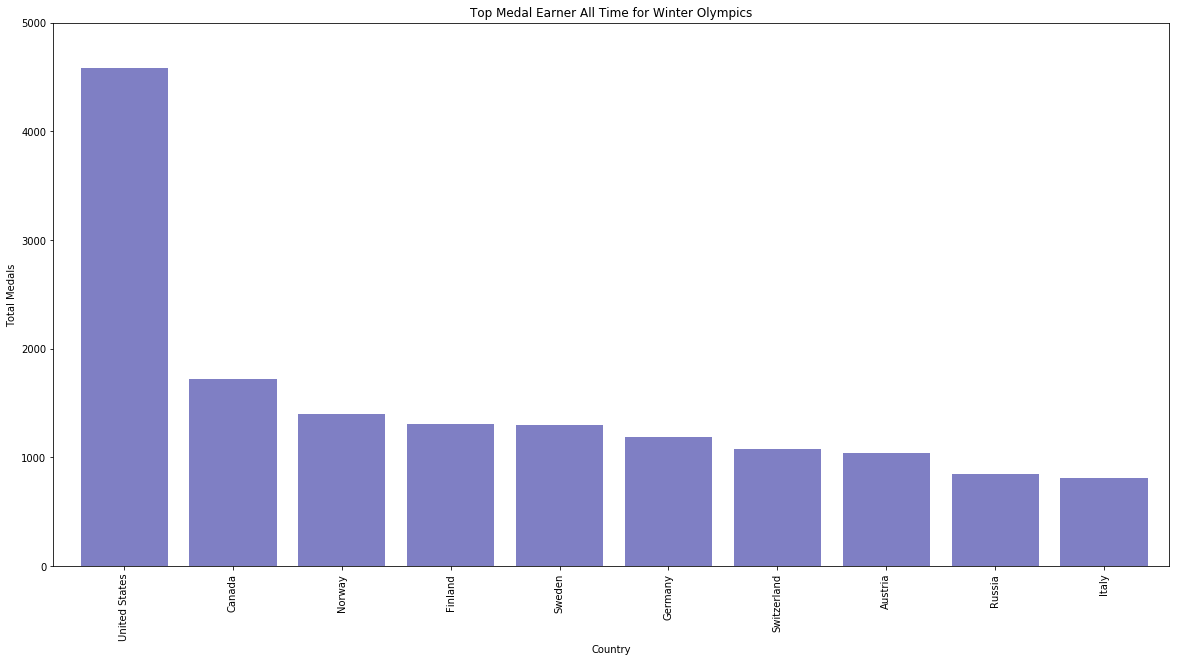 Top Medal Earner All Time for Winter Olympics
Total Medals
5000
4000
3000
2000
1000
0
United States
Canada
Norway
Finland
Sweden
Germany
Switzerland
Austria
Russia
Italy
Country